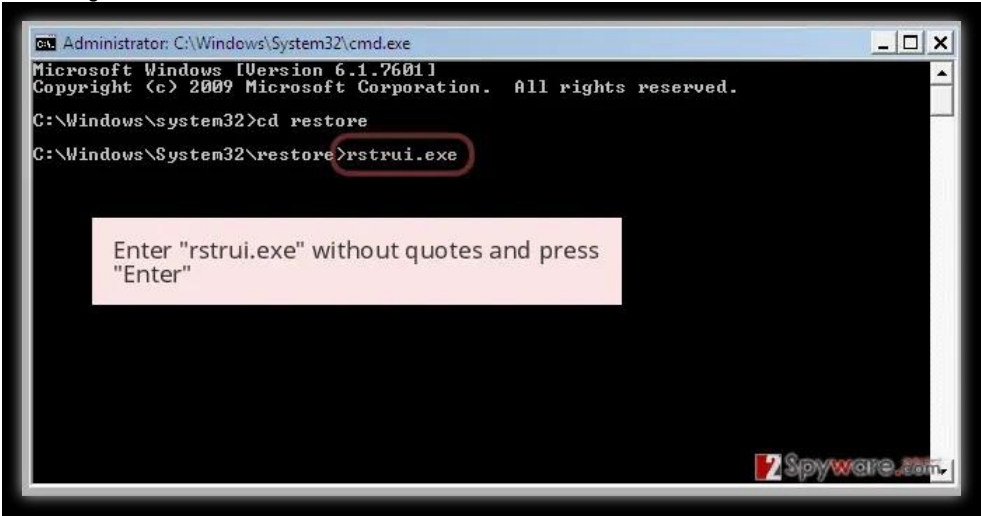 Administrator: C:\Windows\System32\cmd.exe
Microsoft Windows [Version 6.1.7601]
Copyright (c) 2009 Microsoft Corporation. All rights reserved.
C:\Windows\system32>cd restore
C:\Windows\System32\restore>rstrui.exe
Enter "rstrui.exe" without quotes and press
"Enter"
2Spyware.com